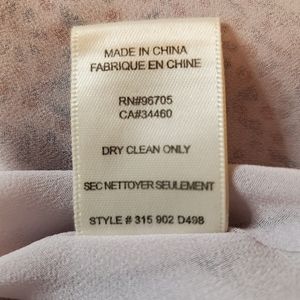 MADE IN CHINA
FABRIQUE EN CHINE
RN#96705
CA#34460
DRY CLEAN ONLY
SEC NETTOYER SEULEMENT
STYLE # 315 902 D498